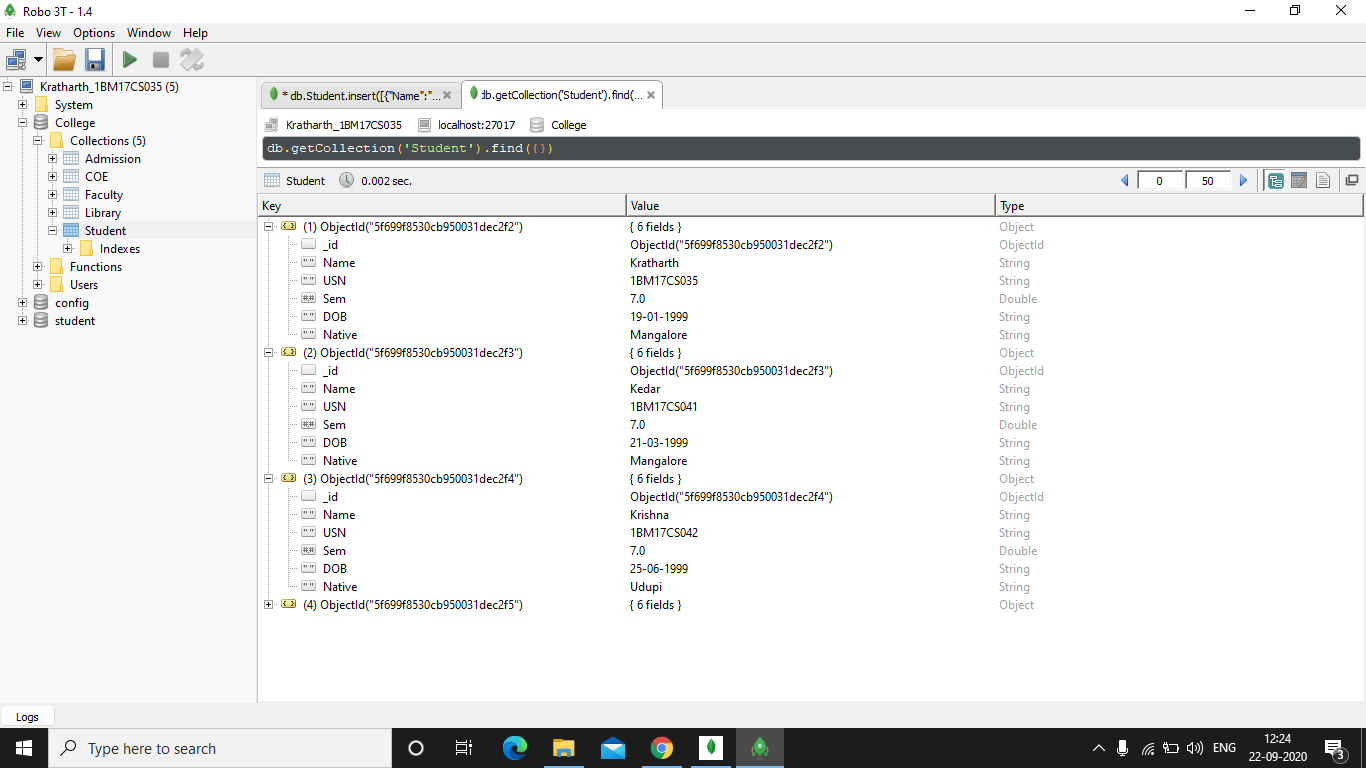 Robo 3T - 1.4
File View Options Window Help
Kratharth_1BM17CS035 (5)
System
College
Collections (5)
Admission
COE
Faculty
Library
Student
Indexes
Functions
Users
config
student
* db.Student.insert([{"Name":"...
db.getCollection('Student').find(...
Kratharth_1BM17CS035 localhost:27017 College
db.getCollection('Student').find({})
Student 0.002 sec. 0 50
Key Value Type
(1) ObjectId("5f699f8530cb950031dec2f2") { 6 fields } Object
_id ObjectId("5f699f8530cb950031dec2f2") ObjectId
Name Kratharth String
USN 1BM17CS035 String
Sem 7.0 Double
DOB 19-01-1999 String
Native Mangalore String
(2) ObjectId("5f699f8530cb950031dec2f3") { 6 fields } Object
_id ObjectId("5f699f8530cb950031dec2f3") ObjectId
Name Kedar String
USN 1BM17CS041 String
Sem 7.0 Double
DOB 21-03-1999 String
Native Mangalore String
(3) ObjectId("5f699f8530cb950031dec2f4") { 6 fields } Object
_id ObjectId("5f699f8530cb950031dec2f4") ObjectId
Name Krishna String
USN 1BM17CS042 String
Sem 7.0 Double
DOB 25-06-1999 String
Native Udupi String
(4) ObjectId("5f699f8530cb950031dec2f5") { 6 fields } Object
Logs
Type here to search
ENG
12:24
22-09-2020
3